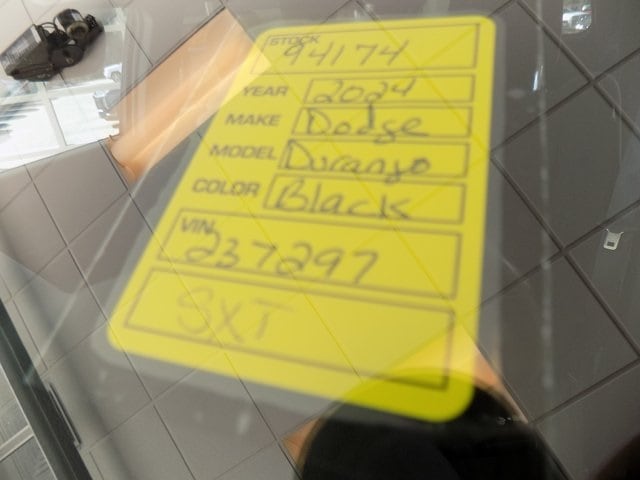 STOCK 94174
YEAR 2024
MAKE Dodge
MODEL Durango
COLOR Black
VIN 237297
SXT